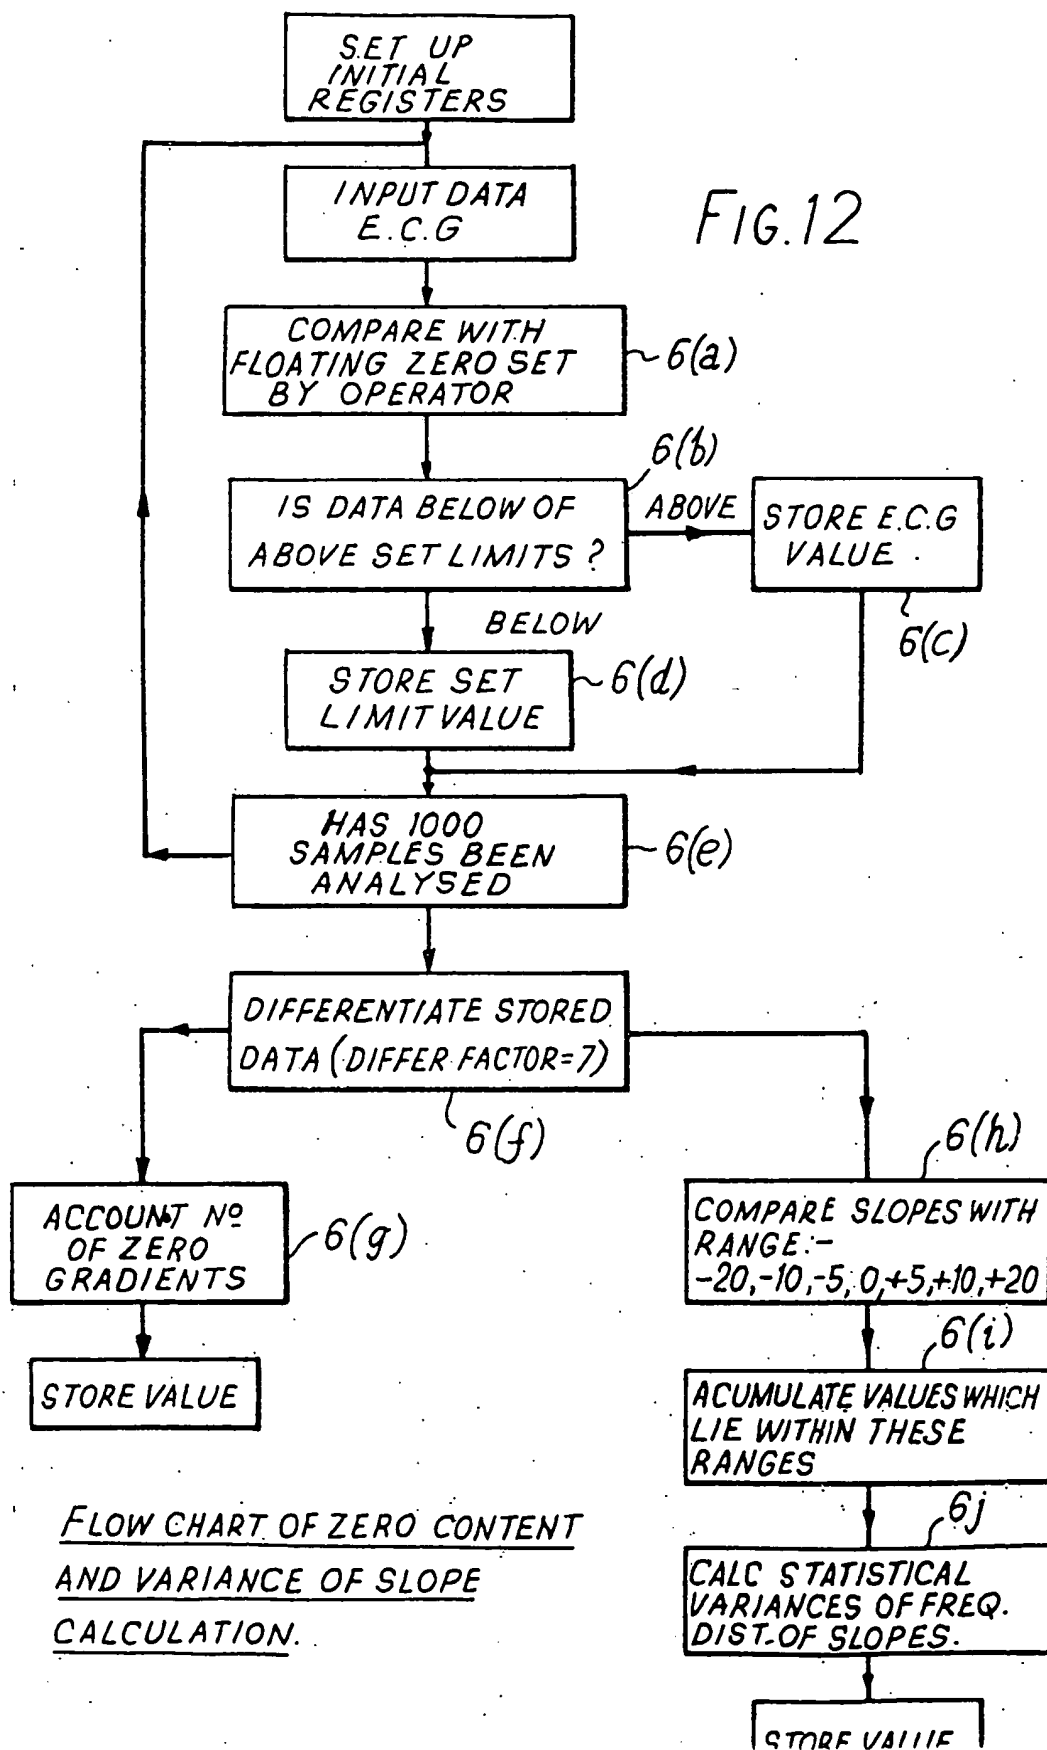 SET UP
INITIAL
REGISTERS
INPUT DATA
E.C.G
FIG.12
COMPARE WITH
FLOATING ZERO SET
BY OPERATOR
6(a)
6(b)
IS DATA BELOW OF
ABOVE SET LIMITS ?
ABOVE
STORE E.C.G
VALUE
6(c)
BELOW
STORE SET
LIMIT VALUE
6(d)
HAS 1000
SAMPLES BEEN
ANALYSED
6(e)
DIFFERENTIATE STORED
DATA (DIFFER FACTOR=7)
6(f)
ACCOUNT Nº
OF ZERO
GRADIENTS
6(g)
STORE VALUE
6(h)
COMPARE SLOPES WITH
RANGE:-
-20,-10,-5,0,+5,+10,+20
6(i)
ACUMULATE VALUES WHICH
LIE WITHIN THESE
RANGES
6j
CALC STATISTICAL
VARIANCES OF FREQ.
DIST. OF SLOPES.
STORE VALUE
FLOW CHART OF ZERO CONTENT
AND VARIANCE OF SLOPE
CALCULATION.